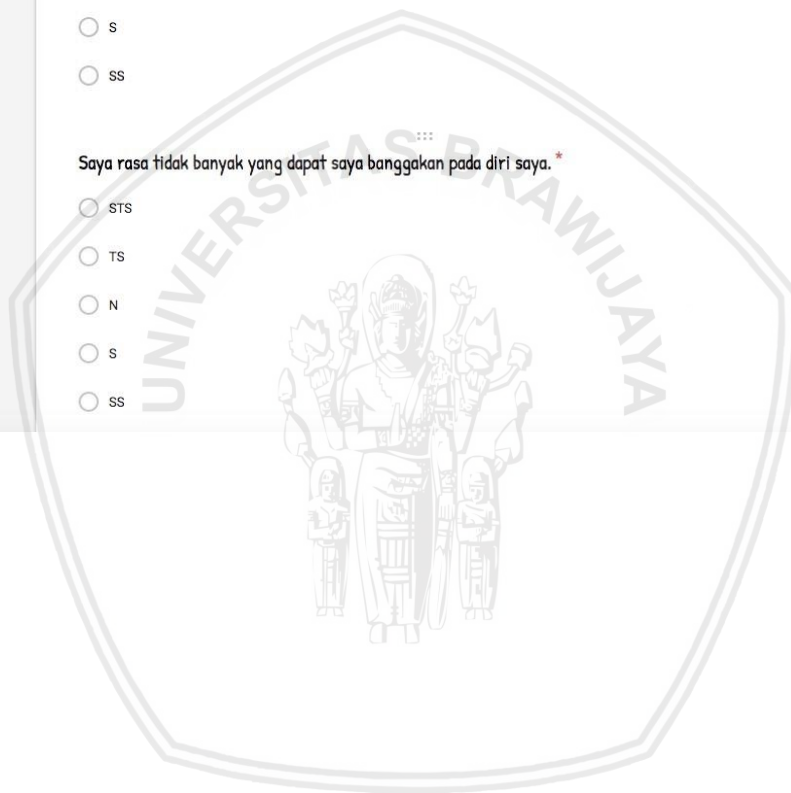 S
SS
Saya rasa tidak banyak yang dapat saya banggakan pada diri saya. *
STS
TS
N
S
SS
UNIVERSITAS BRAWIJAYA